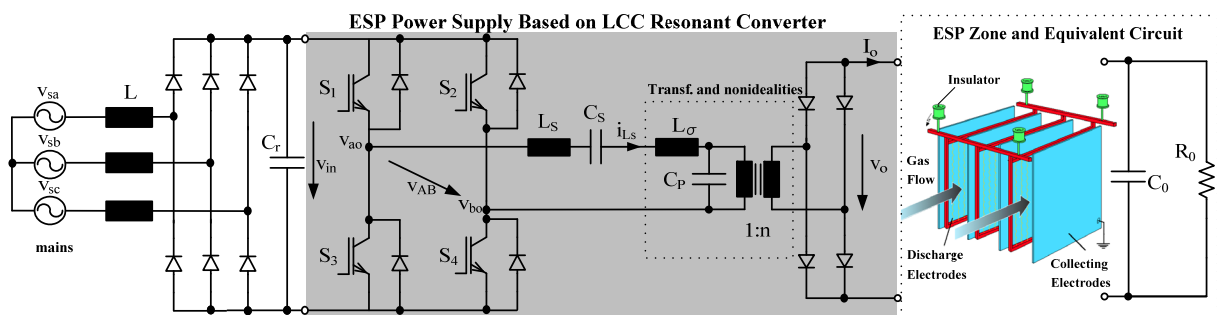 ESP Power Supply Based on LCC Resonant Converter
ESP Zone and Equivalent Circuit
Io
Insulator
vsa
L
S1
S2
Transf. and nonidealities
LS
CS
iLs
Lσ
R0
vsb
Cr
vin
vao
Gas
Flow
vo
C0
CP
vsc
vAB
vbo
1:n
mains
S3
S4
Discharge
Electrodes
Collecting
Electrodes